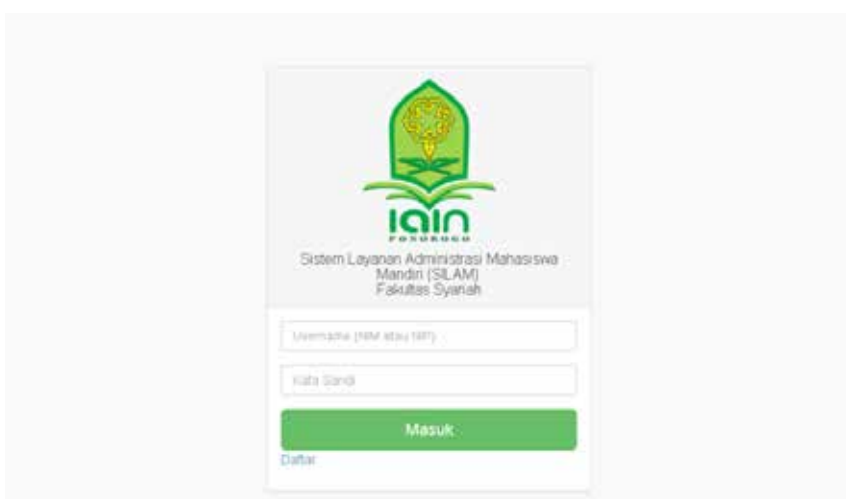 IAIN
PONOROGO
Sistem Layanan Administrasi Mahasiswa
Mandiri (SILAM)
Fakultas Syariah
Username (NIM atau NIP)
Kata Sandi
Masuk
Daftar